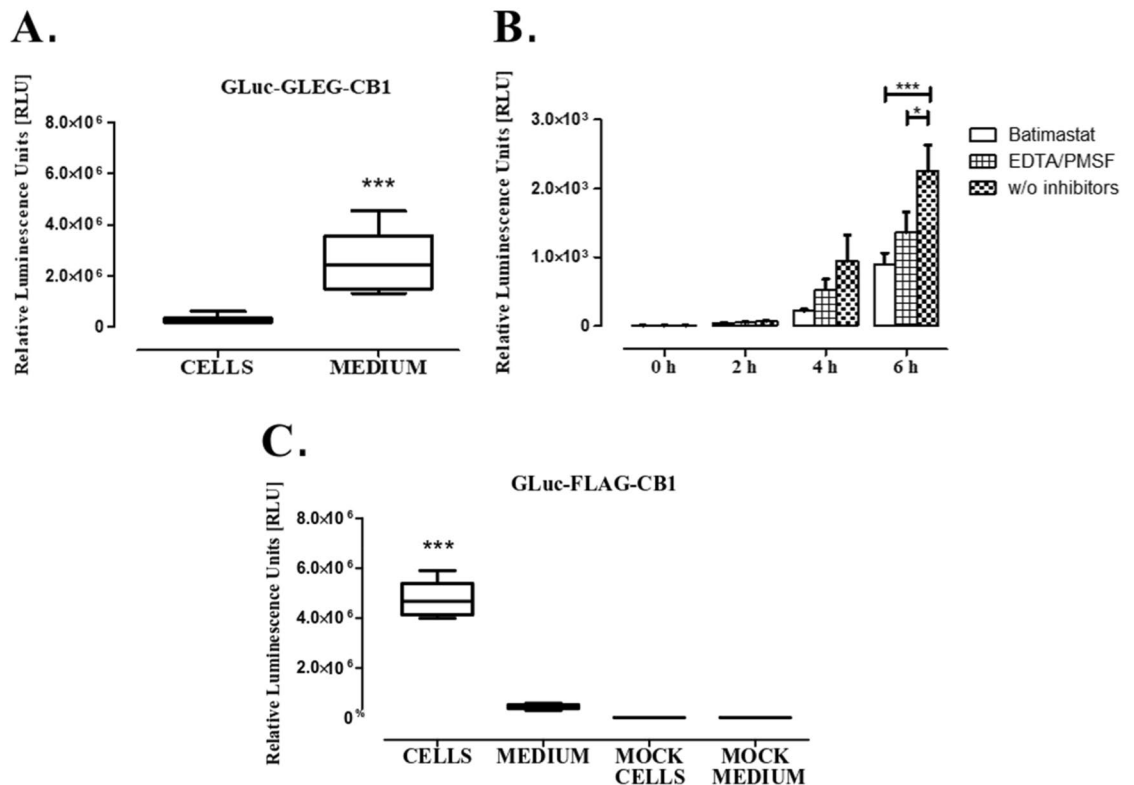 A.
GLuc-GLEG-CB1
Relative Luminescence Units [RLU]
8.0×10⁶
6.0×10⁶
4.0×10⁶
2.0×10⁶
0
***
CELLS MEDIUM
B.
Relative Luminescence Units [RLU]
3.0×10³
2.0×10³
1.0×10³
0
***
*
Batimastat
EDTA/PMSF
w/o inhibitors
0 h 2 h 4 h 6 h
C.
GLuc-FLAG-CB1
Relative Luminescence Units [RLU]
8.0×10⁶
6.0×10⁶
4.0×10⁶
2.0×10⁶
0%
***
CELLS MEDIUM MOCK MOCK
CELLS MEDIUM